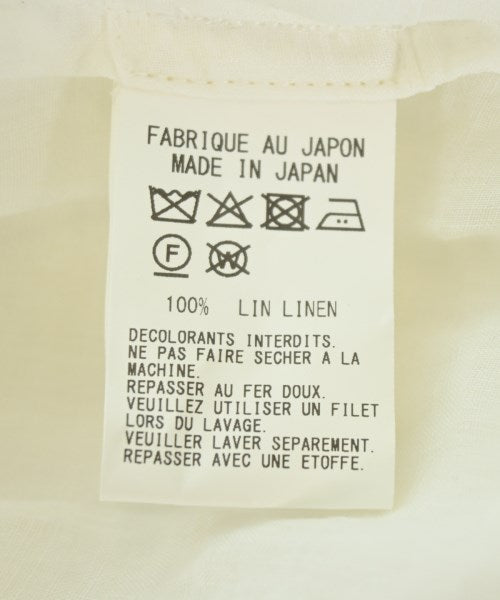 FABRIQUE AU JAPON
MADE IN JAPAN
F W
100% LIN LINEN
DECOLORANTS INTERDITS.
NE PAS FAIRE SECHER A LA
MACHINE.
REPASSER AU FER DOUX.
VEUILLEZ UTILISER UN FILET
LORS DU LAVAGE.
VEUILLER LAVER SEPAREMENT.
REPASSER AVEC UNE ETOFFE.